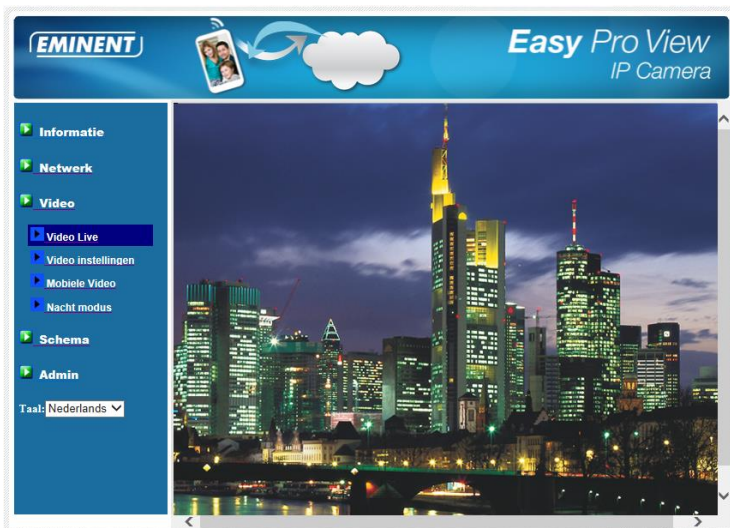 EMINENT
Easy Pro View
IP Camera
Informatie
Netwerk
Video
Video Live
Video instellingen
Mobiele Video
Nacht modus
Schema
Admin
Taal: Nederlands